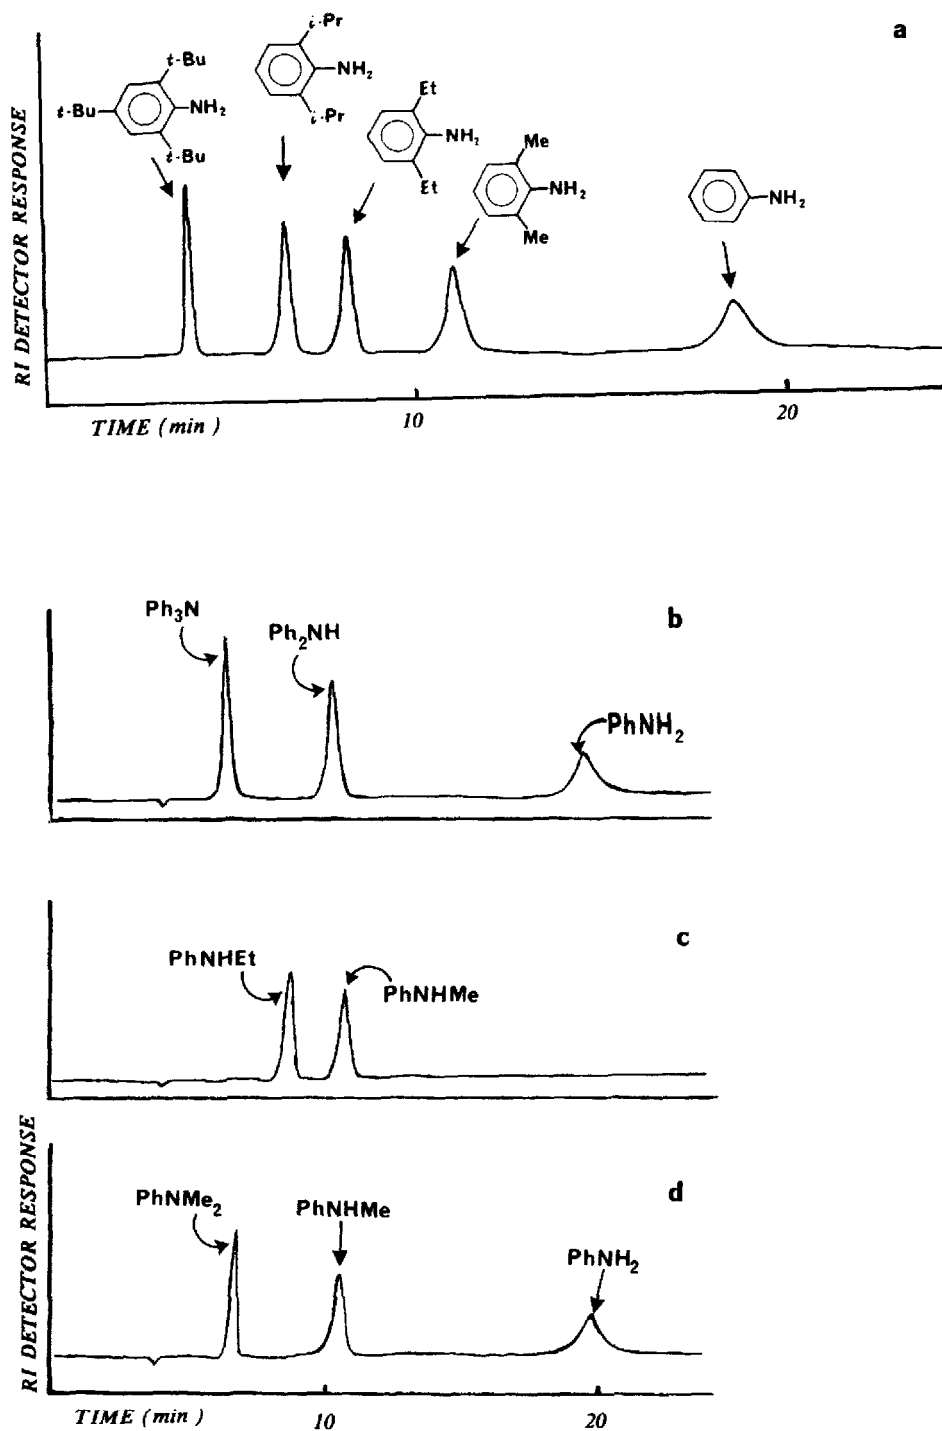 a
i-Pr
t-Bu
NH₂
Et
t-Bu
NH₂
i-Pr
NH₂
Me
t-Bu
Et
NH₂
NH₂
Me
RI DETECTOR RESPONSE
TIME (min)
10
20
b
Ph₃N
Ph₂NH
PhNH₂
c
PhNHEt
PhNHMe
d
PhNMe₂
PhNHMe
PhNH₂
RI DETECTOR RESPONSE
TIME (min)
10
20